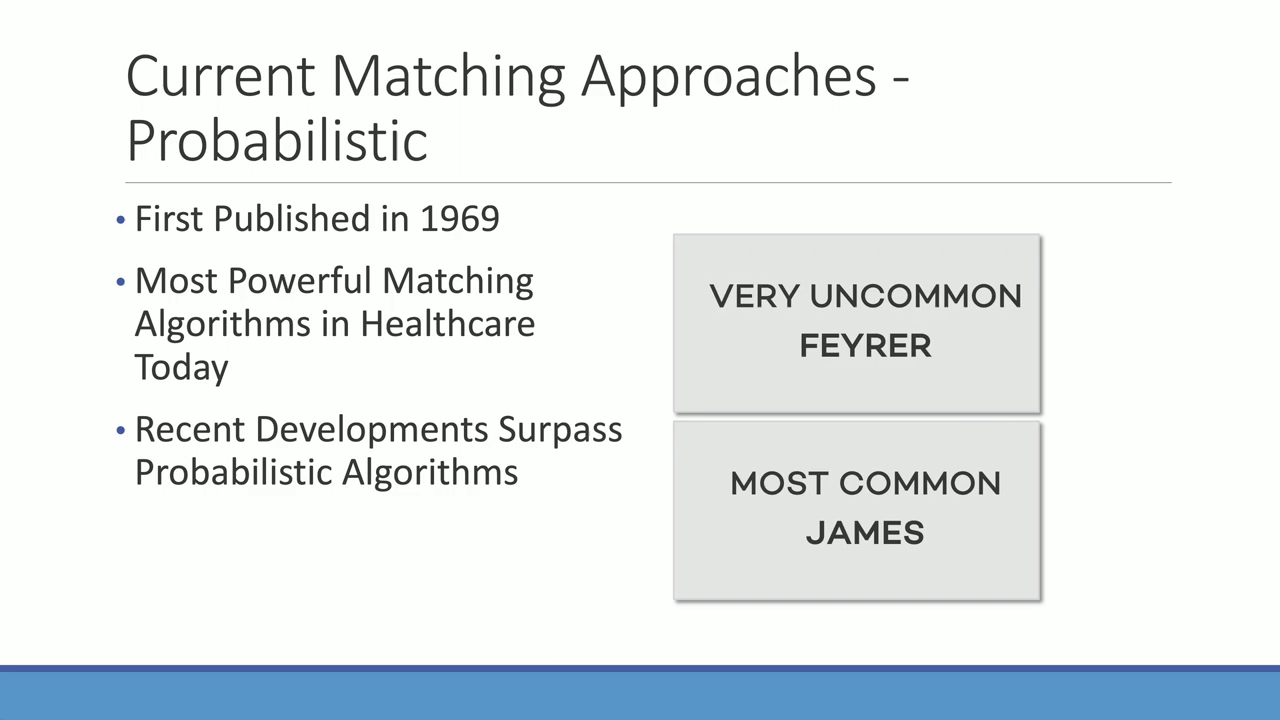 Current Matching Approaches -
Probabilistic
• First Published in 1969
• Most Powerful Matching
Algorithms in Healthcare
Today
• Recent Developments Surpass
Probabilistic Algorithms
VERY UNCOMMON
FEYRER
MOST COMMON
JAMES